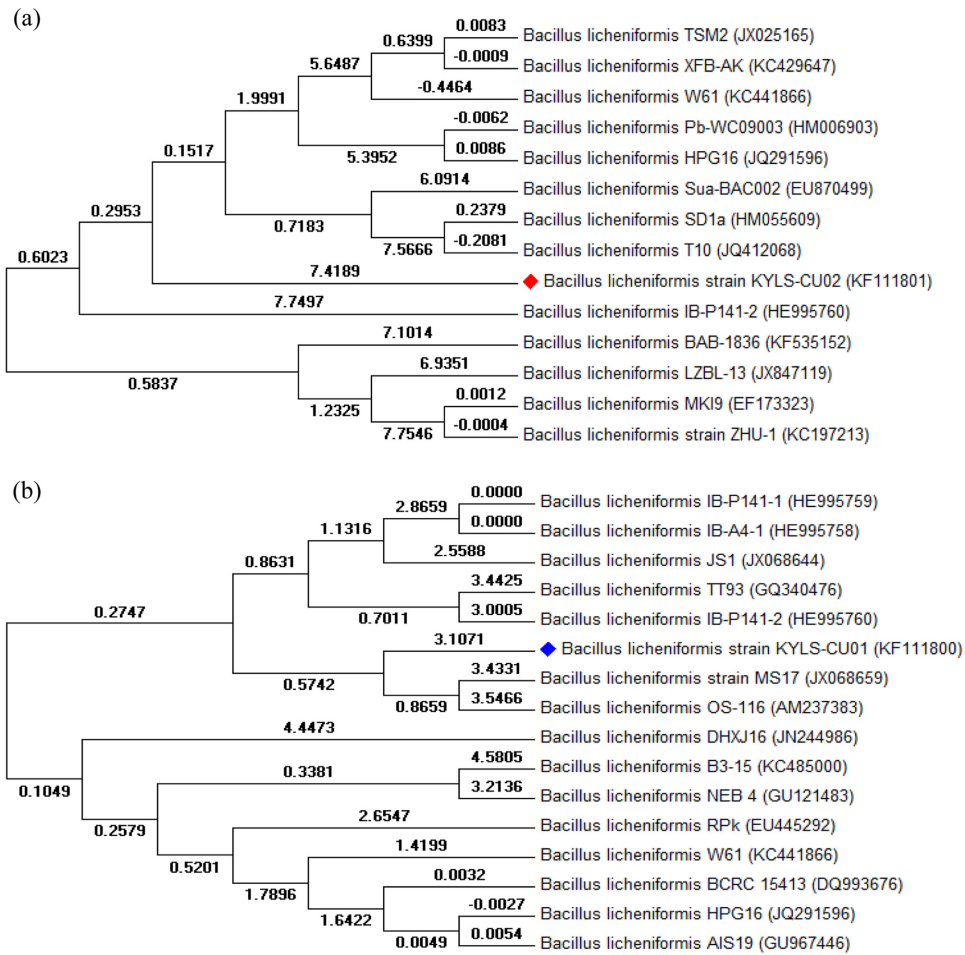 (a)
0.0083
0.6399
Bacillus licheniformis TSM2 (JX025165)
5.6487
-0.0009
Bacillus licheniformis XFB-AK (KC429647)
1.9991
-0.4464
Bacillus licheniformis W61 (KC441866)
-0.0062
Bacillus licheniformis Pb-WC09003 (HM006903)
0.1517
5.3952
0.0086
Bacillus licheniformis HPG16 (JQ291596)
6.0914
Bacillus licheniformis Sua-BAC002 (EU870499)
0.2953
0.7183
0.2379
Bacillus licheniformis SD1a (HM055609)
7.5666
-0.2081
Bacillus licheniformis T10 (JQ412068)
0.6023
7.4189
Bacillus licheniformis strain KYLS-CU02 (KF111801)
7.7497
Bacillus licheniformis IB-P141-2 (HE995760)
7.1014
Bacillus licheniformis BAB-1836 (KF535152)
0.5837
6.9351
Bacillus licheniformis LZBL-13 (JX847119)
1.2325
0.0012
Bacillus licheniformis MKI9 (EF173323)
7.7546
-0.0004
Bacillus licheniformis strain ZHU-1 (KC197213)
(b)
0.0000
2.8659
Bacillus licheniformis IB-P141-1 (HE995759)
1.1316
0.0000
Bacillus licheniformis IB-A4-1 (HE995758)
0.8631
2.5588
Bacillus licheniformis JS1 (JX068644)
3.4425
Bacillus licheniformis TT93 (GQ340476)
0.2747
0.7011
3.0005
Bacillus licheniformis IB-P141-2 (HE995760)
3.1071
Bacillus licheniformis strain KYLS-CU01 (KF111800)
0.5742
3.4331
Bacillus licheniformis strain MS17 (JX068659)
0.8659
3.5466
Bacillus licheniformis OS-116 (AM237383)
4.4473
Bacillus licheniformis DHXJ16 (JN244986)
0.1049
0.3381
4.5805
Bacillus licheniformis B3-15 (KC485000)
3.2136
Bacillus licheniformis NEB 4 (GU121483)
0.2579
2.6547
Bacillus licheniformis RPk (EU445292)
0.5201
1.4199
Bacillus licheniformis W61 (KC441866)
1.7896
0.0032
Bacillus licheniformis BCRC 15413 (DQ993676)
1.6422
-0.0027
Bacillus licheniformis HPG16 (JQ291596)
0.0049
0.0054
Bacillus licheniformis AIS19 (GU967446)